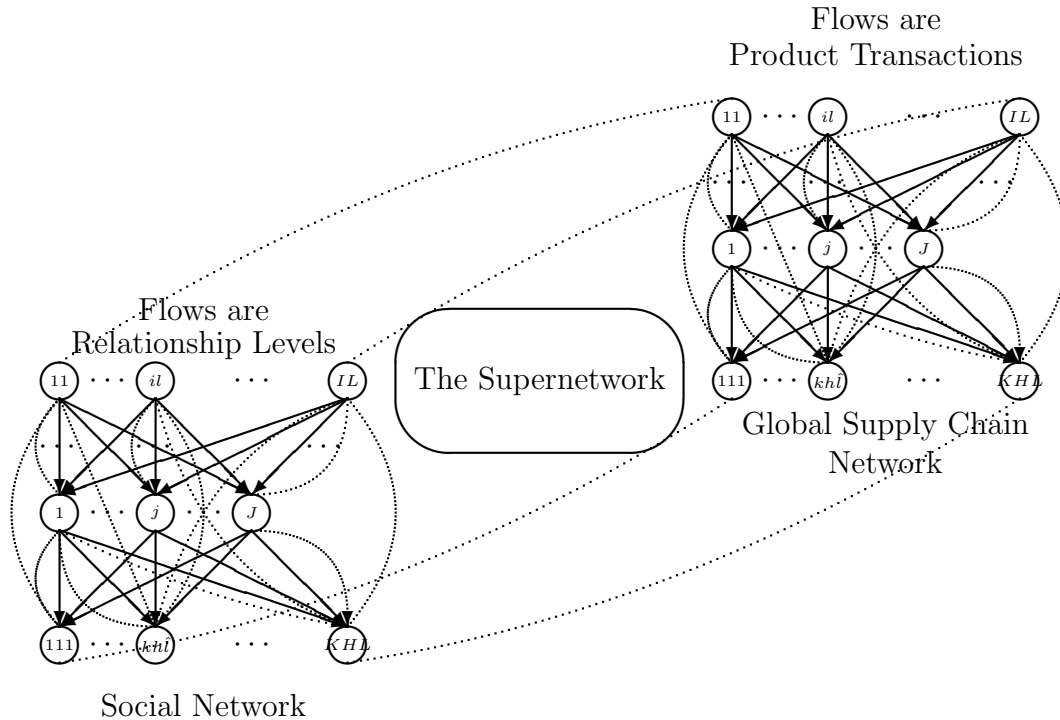 Flows are
Product Transactions
11 · · · il · · · IL
· · · · · ·
1 · · · j · · · J
111 · · · khl̂ · · · KHL
Global Supply Chain
Network
The Supernetwork
Flows are
Relationship Levels
11 · · · il · · · IL
· · · · · ·
1 · · · j · · · J
111 · · · khl̂ · · · KHL
Social Network